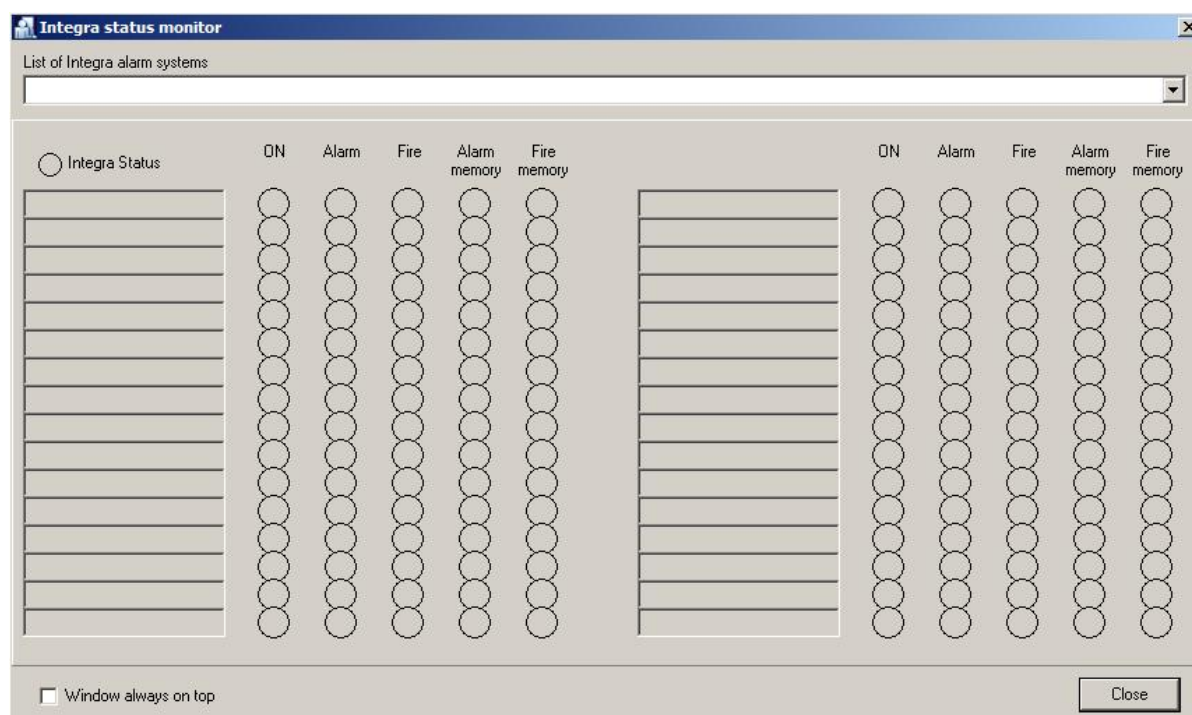 Integra status monitor
List of Integra alarm systems
Integra Status
ON Alarm Fire Alarm memory Fire memory
ON Alarm Fire Alarm memory Fire memory
Window always on top
Close